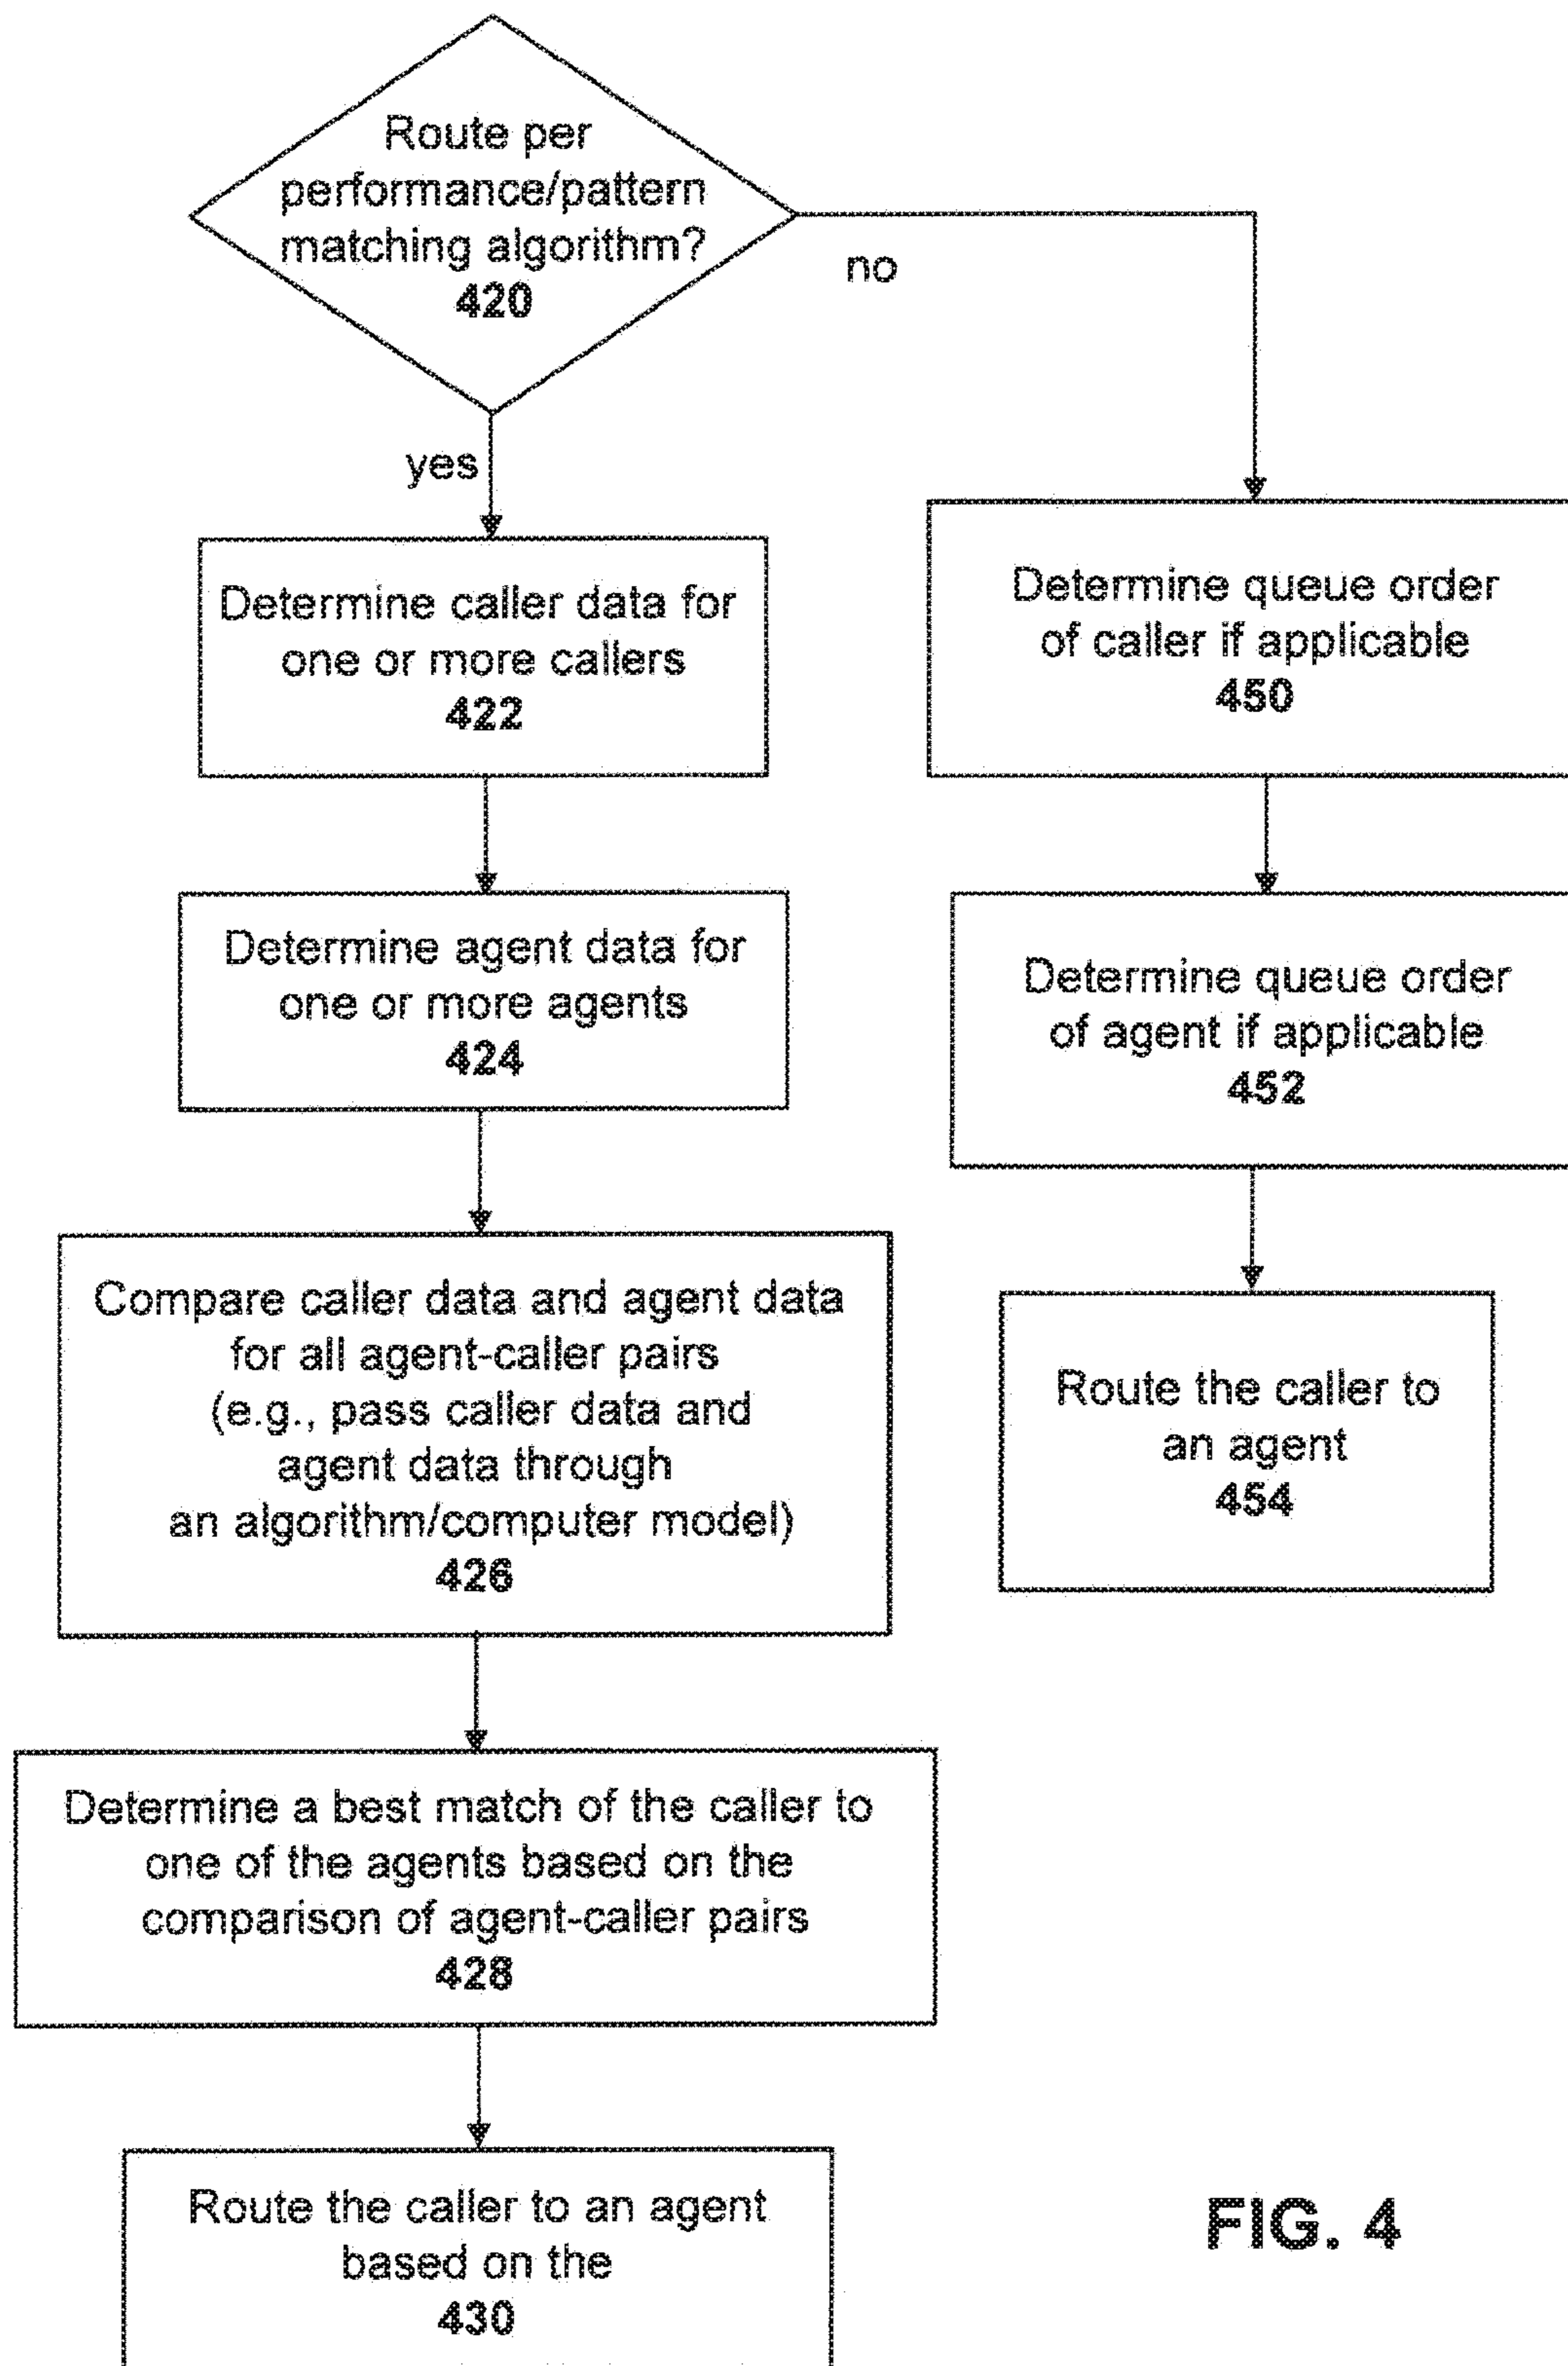 Route per
performance/pattern
matching algorithm?
420
no
yes
Determine caller data for
one or more callers
422
Determine queue order
of caller if applicable
450
Determine agent data for
one or more agents
424
Determine queue order
of agent if applicable
452
Compare caller data and agent data
for all agent-caller pairs
(e.g., pass caller data and
agent data through
an algorithm/computer model)
426
Route the caller to
an agent
454
Determine a best match of the caller to
one of the agents based on the
comparison of agent-caller pairs
428
Route the caller to an agent
based on the
430
FIG. 4